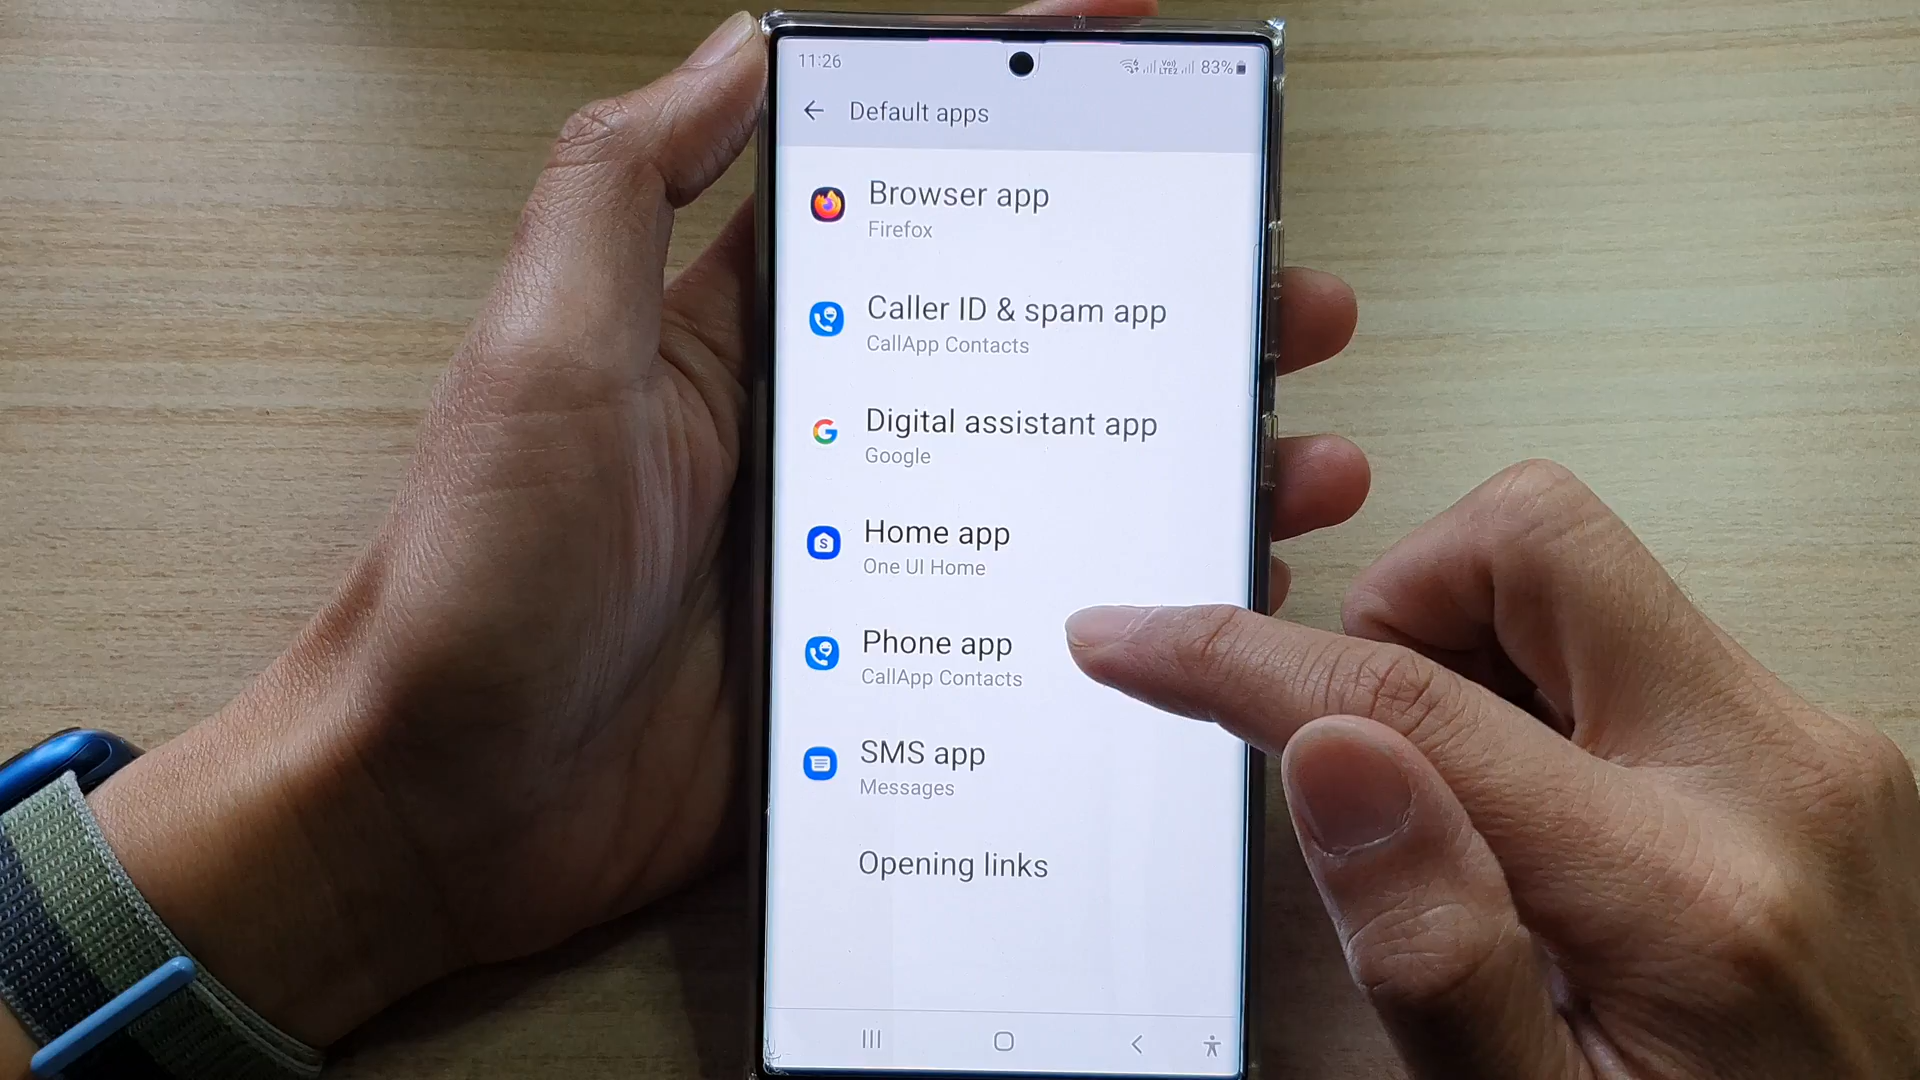 11:26
83%
Default apps
Browser app
Firefox
Caller ID & spam app
CallApp Contacts
Digital assistant app
Google
Home app
One UI Home
Phone app
CallApp Contacts
SMS app
Messages
Opening links